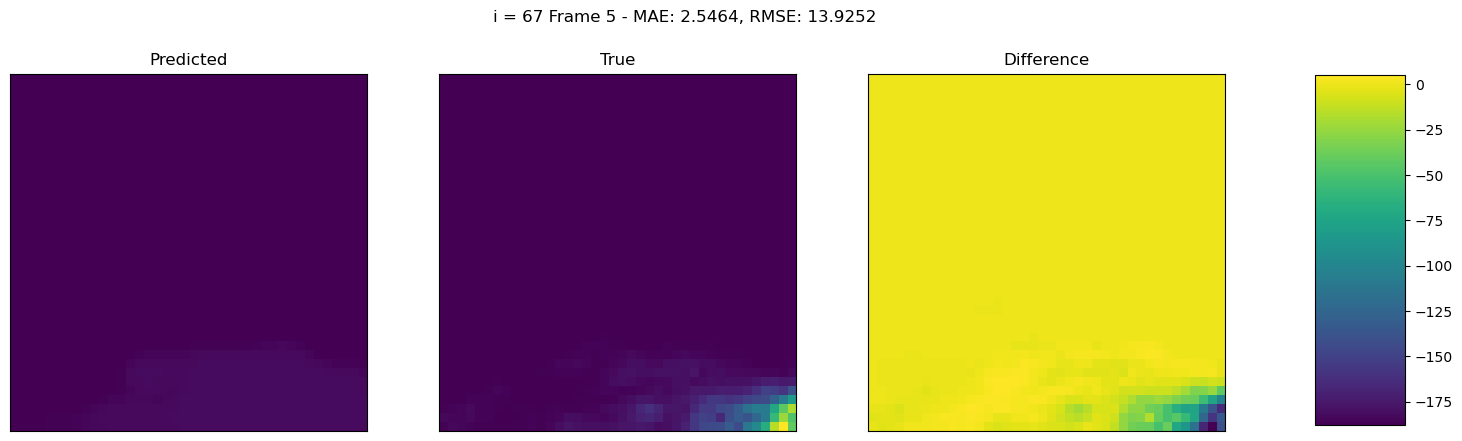 i = 67 Frame 5 - MAE: 2.5464, RMSE: 13.9252
Predicted
True
Difference
0
−25
−50
−75
−100
−125
−150
−175